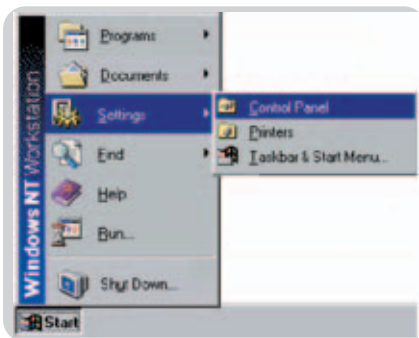 Windows NT Workstation
Programs
Documents
Settings
Find
Help
Run...
Shut Down...
Control Panel
Printers
Taskbar & Start Menu...
Start